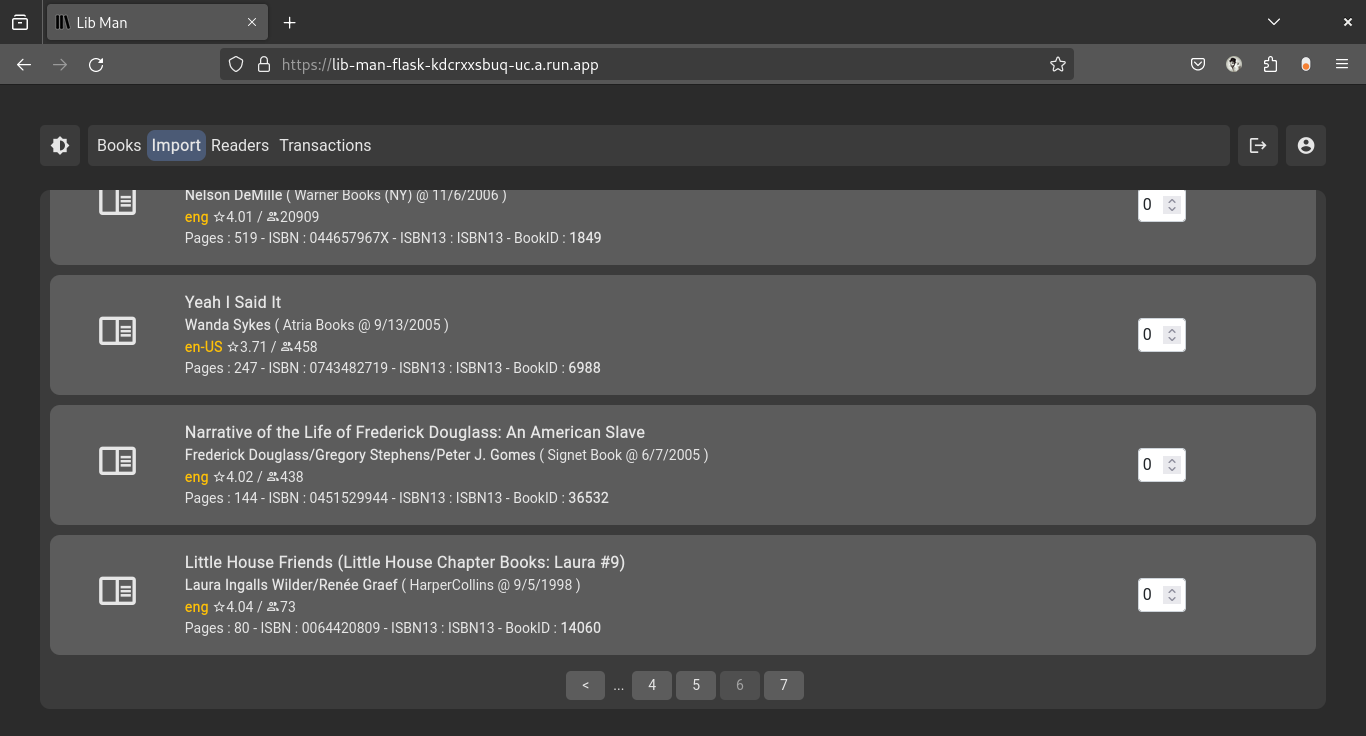 Lib Man
https://lib-man-flask-kdcrxxsbuq-uc.a.run.app
Books Import Readers Transactions
Nelson DeMille ( Warner Books (NY) @ 11/6/2006 )
eng 4.01 / 20909
0
Pages : 519 - ISBN : 044657967X - ISBN13 : ISBN13 - BookID : 1849
Yeah I Said It
Wanda Sykes ( Atria Books @ 9/13/2005 )
0
en-US 3.71 / 458
Pages : 247 - ISBN : 0743482719 - ISBN13 : ISBN13 - BookID : 6988
Narrative of the Life of Frederick Douglass: An American Slave
Frederick Douglass/Gregory Stephens/Peter J. Gomes ( Signet Book @ 6/7/2005 )
0
eng 4.02 / 438
Pages : 144 - ISBN : 0451529944 - ISBN13 : ISBN13 - BookID : 36532
Little House Friends (Little House Chapter Books: Laura #9)
Laura Ingalls Wilder/Renée Graef ( HarperCollins @ 9/5/1998 )
0
eng 4.04 / 73
Pages : 80 - ISBN : 0064420809 - ISBN13 : ISBN13 - BookID : 14060
< ... 4 5 6 7